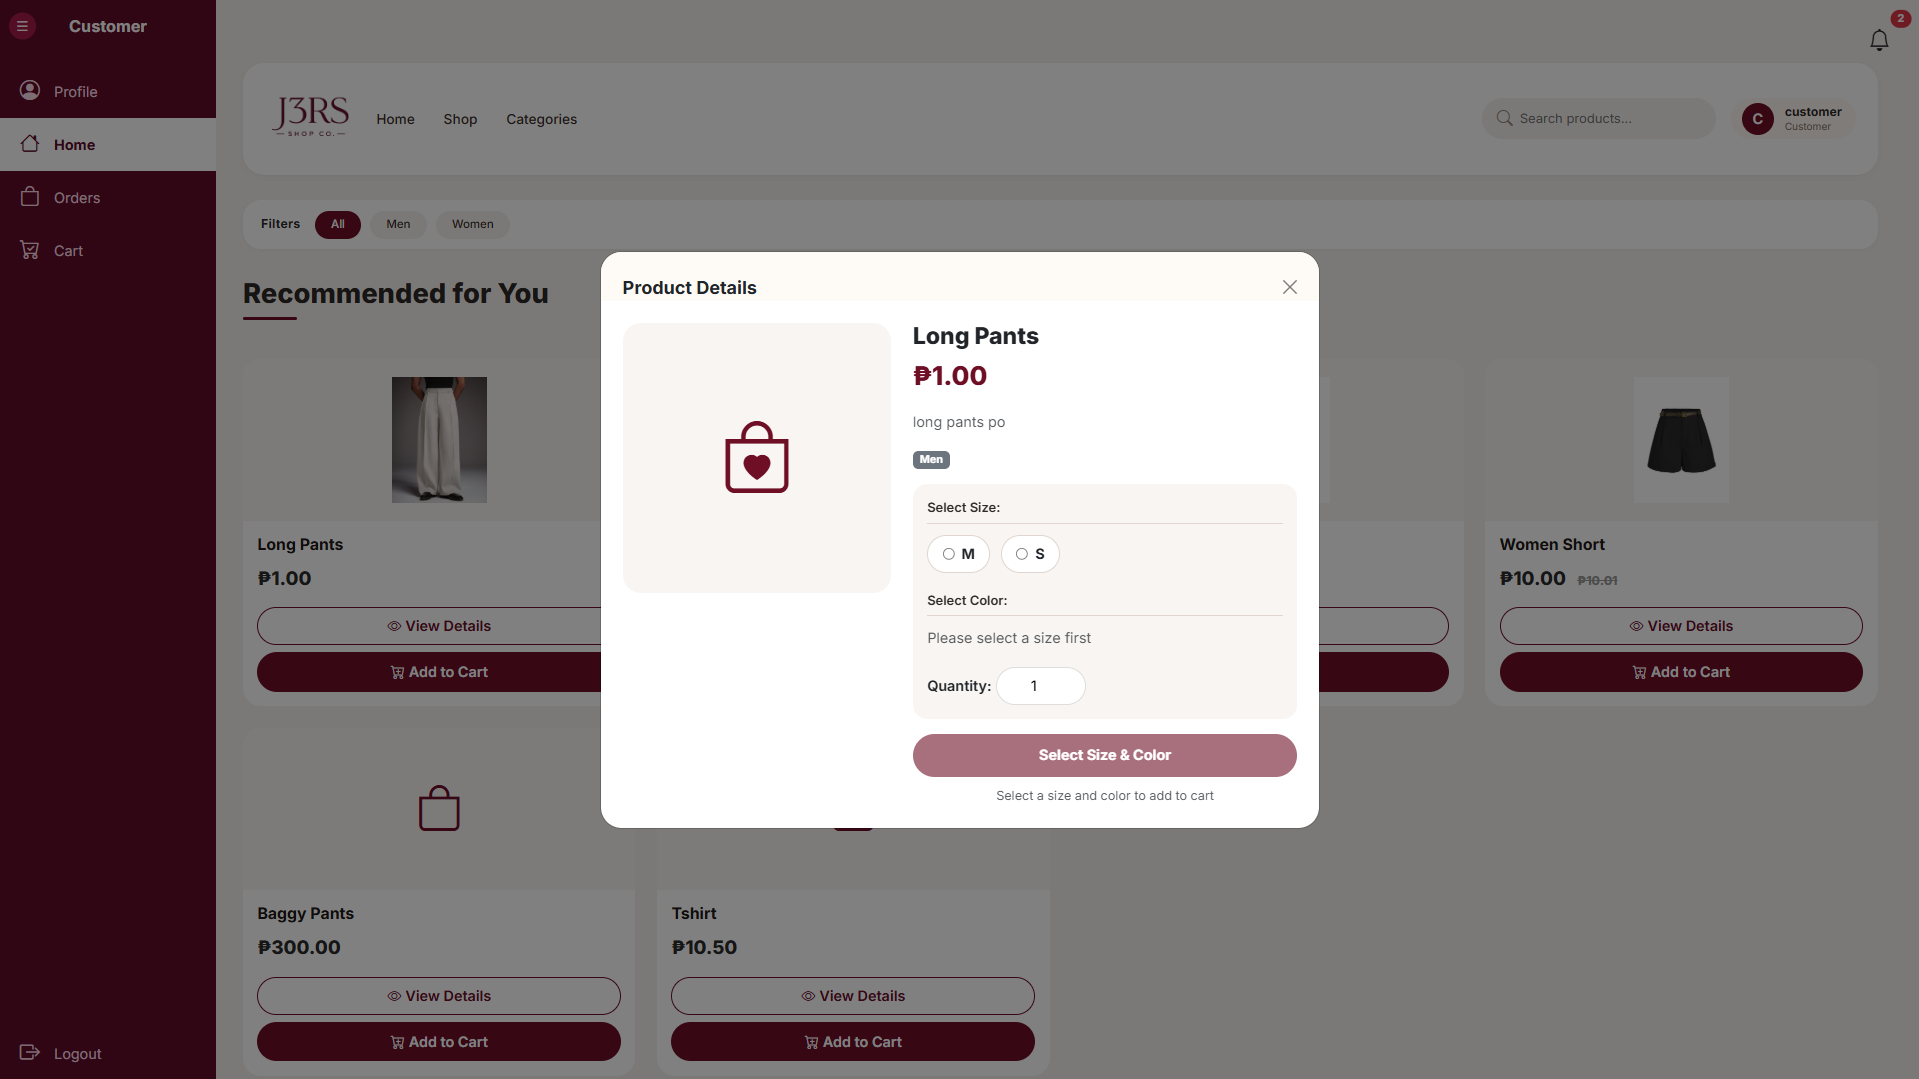 Customer
2
Profile
Home
Orders
Cart
Logout
J3RS
SHOP CO.
Home
Shop
Categories
Search products...
C
customer
Customer
Filters
All
Men
Women
Recommended for You
Long Pants
₱1.00
View Details
Add to Cart
Women Short
₱10.00 ₱10.01
View Details
Add to Cart
Baggy Pants
₱300.00
View Details
Add to Cart
Tshirt
₱10.50
View Details
Add to Cart
Product Details
Long Pants
₱1.00
long pants po
Men
Select Size:
M
S
Select Color:
Please select a size first
Quantity: 1
Select Size & Color
Select a size and color to add to cart